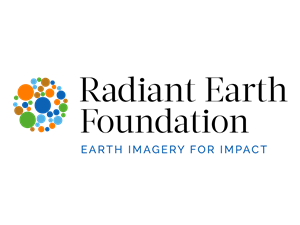 Radiant Earth
Foundation
EARTH IMAGERY FOR IMPACT